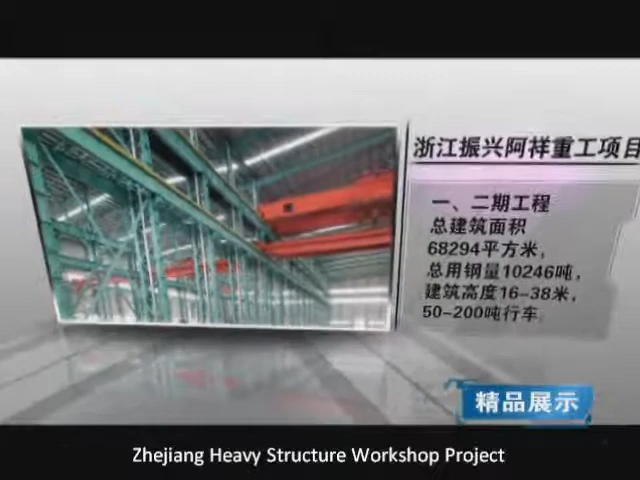 浙江振兴阿祥重工项目
一、二期工程
总建筑面积
68294平方米,
总用钢量10246吨,
建筑高度16-38米,
50-200吨行车
精品展示
Zhejiang Heavy Structure Workshop Project